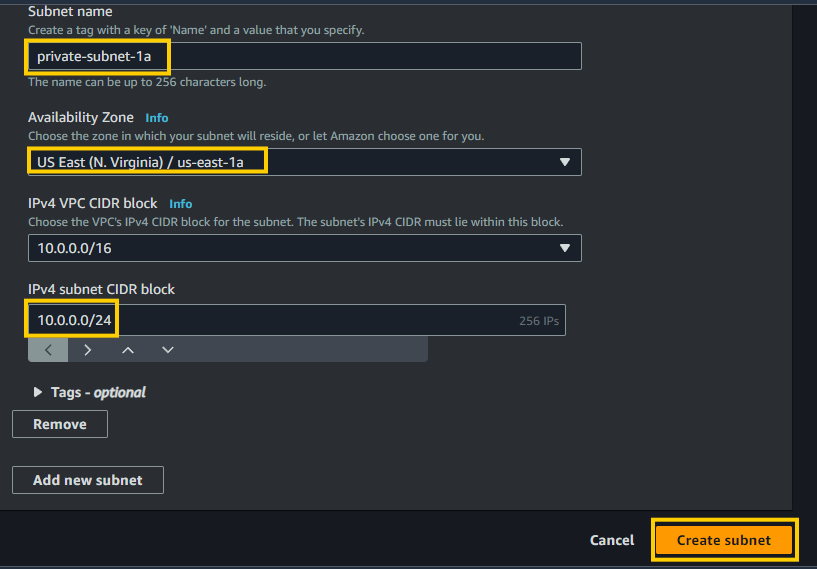 Subnet name
Create a tag with a key of 'Name' and a value that you specify.
private-subnet-1a
The name can be up to 256 characters long.
Availability Zone Info
Choose the zone in which your subnet will reside, or let Amazon choose one for you.
US East (N. Virginia) / us-east-1a
IPv4 VPC CIDR block Info
Choose the VPC's IPv4 CIDR block for the subnet. The subnet's IPv4 CIDR must lie within this block.
10.0.0.0/16
IPv4 subnet CIDR block
10.0.0.0/24 256 IPs
Tags - optional
Remove
Add new subnet
Cancel Create subnet